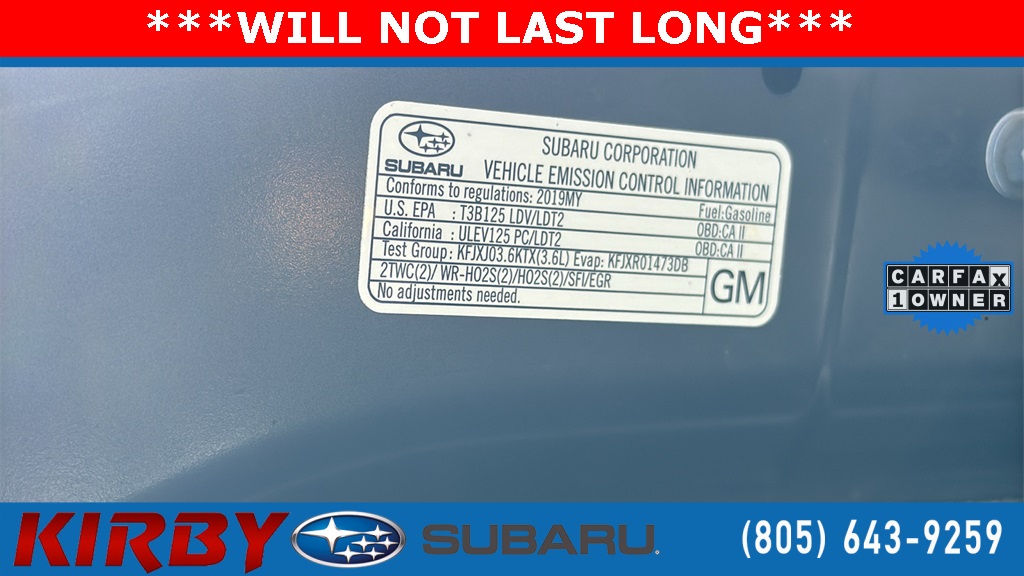 ***WILL NOT LAST LONG***
SUBARU
SUBARU CORPORATION
VEHICLE EMISSION CONTROL INFORMATION
Conforms to regulations: 2019MY
Fuel:Gasoline
U.S. EPA : T3B125 LDV/LDT2
OBD:CA II
California : ULEV125 PC/LDT2
OBD:CA II
Test Group : KFJXJ03.6KTX(3.6L) Evap: KFJXR01473DB
2TWC(2)/ WR-HO2S(2)/HO2S(2)/SFI/EGR
No adjustments needed.
GM
CARFAX
1 OWNER
KIRBY SUBARU. (805) 643-9259